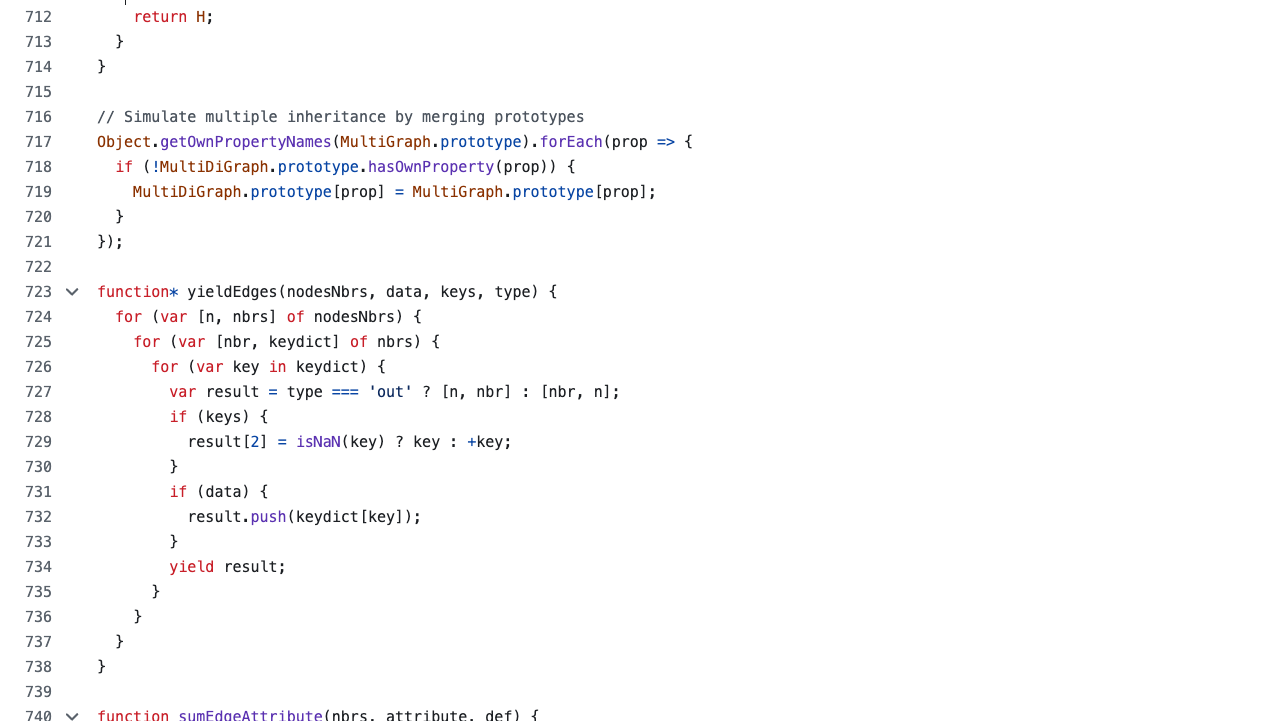 712         return H;
713       }
714     }
715
716     // Simulate multiple inheritance by merging prototypes
717     Object.getOwnPropertyNames(MultiGraph.prototype).forEach(prop => {
718       if (!MultiDiGraph.prototype.hasOwnProperty(prop)) {
719         MultiDiGraph.prototype[prop] = MultiGraph.prototype[prop];
720       }
721     });
722
723     function* yieldEdges(nodesNbrs, data, keys, type) {
724       for (var [n, nbrs] of nodesNbrs) {
725         for (var [nbr, keydict] of nbrs) {
726           for (var key in keydict) {
727             var result = type === 'out' ? [n, nbr] : [nbr, n];
728             if (keys) {
729               result[2] = isNaN(key) ? key : +key;
730             }
731             if (data) {
732               result.push(keydict[key]);
733             }
734             yield result;
735           }
736         }
737       }
738     }
739
740     function sumEdgeAttribute(nbrs, attribute, def) {